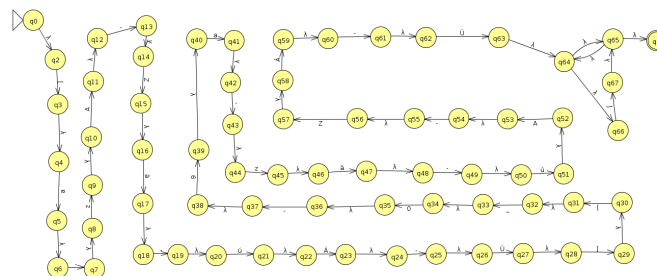 q0
q2
q3
q4
q5
q6
q7
q8
z
q9
q10
A
q11
q12
q13
q14
Z
q15
q16
q17
q18
q19
λ
q20
ü
q21
λ
q22
Ä
q23
λ
q24
-
q25
λ
q26
Ü
q27
λ
q28
q29
λ
q30
q31
λ
q32
_
q33
λ
q34
q35
λ
q36
-
q37
λ
q38
q39
λ
q40
a
q41
λ
q42
q43
λ
q44
z
q45
λ
q46
ä
q47
λ
q48
-
q49
λ
q50
ü
q51
λ
q52
A
q53
λ
q54
-
q55
λ
q56
Z
q57
λ
q58
Ä
q59
λ
q60
-
q61
λ
q62
Ü
q63
λ
q64
λ
q65
λ
q66
q67
λ